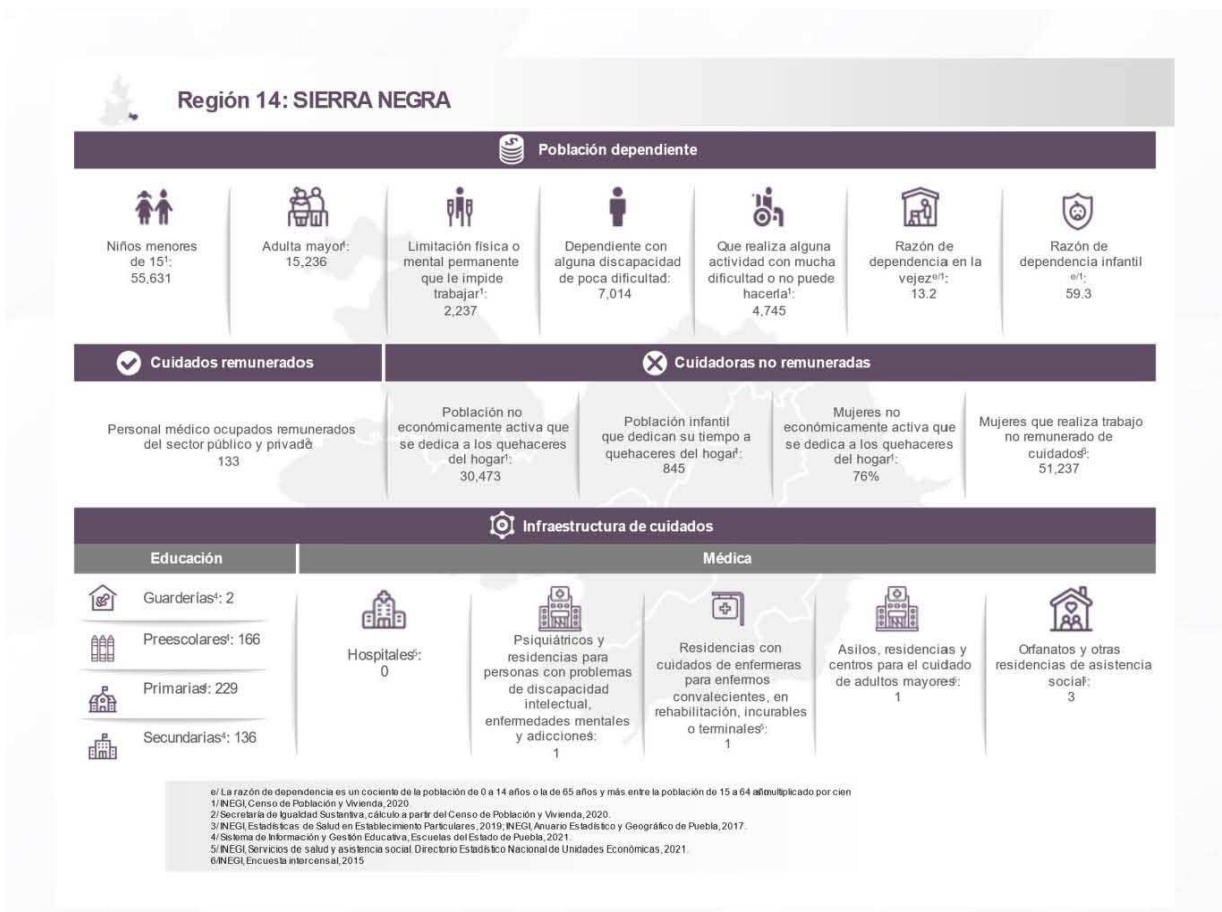 Región 14: SIERRA NEGRA
Población dependiente
Niños menores
de 15¹:
55,631
Adulta mayor¹:
15,236
Limitación física o
mental permanente
que le impide
trabajar¹:
2,237
Dependiente con
alguna discapacidad
de poca dificultad:
7,014
Que realiza alguna
actividad con mucha
dificultad o no puede
hacerla¹:
4,745
Razón de
dependencia en la
vejezᵉ/¹:
13.2
Razón de
dependencia infantil
ᵉ/¹:
59.3
Cuidados remunerados
Cuidadoras no remuneradas
Personal médico ocupados remunerados
del sector público y privado³:
133
Población no
económicamente activa que
se dedica a los quehaceres
del hogar¹:
30,473
Población infantil
que dedican su tiempo a
quehaceres del hogar¹:
845
Mujeres no
económicamente activa que
se dedica a los quehaceres
del hogar¹:
76%
Mujeres que realiza trabajo
no remunerado de
cuidados⁶:
51,237
Infraestructura de cuidados
Educación
Médica
Guarderías⁴: 2
Preescolares⁴: 166
Primarias⁴: 229
Secundarias⁴: 136
Hospitales⁵:
0
Psiquiátricos y
residencias para
personas con problemas
de discapacidad
intelectual,
enfermedades mentales
y adicciones⁵:
1
Residencias con
cuidados de enfermeras
para enfermos
convalecientes, en
rehabilitación, incurables
o terminales⁵:
1
Asilos, residencias y
centros para el cuidado
de adultos mayores⁵:
1
Orfanatos y otras
residencias de asistencia
social⁵:
3
e/ La razón de dependencia es un cociente de la población de 0 a 14 años o la de 65 años y más entre la población de 15 a 64 años multiplicado por cien
1/ INEGI, Censo de Población y Vivienda, 2020
2/ Secretaría de Igualdad Sustantiva, cálculo a partir del Censo de Población y Vivienda, 2020.
3/ INEGI, Estadísticas de Salud en Establecimiento Particulares, 2019; INEGI, Anuario Estadístico y Geográfico de Puebla, 2017.
4/ Sistema de Información y Gestión Educativa, Escuelas del Estado de Puebla, 2021.
5/ INEGI, Servicios de salud y asistencia social. Directorio Estadístico Nacional de Unidades Económicas, 2021.
6/INEGI, Encuesta intercensal, 2015